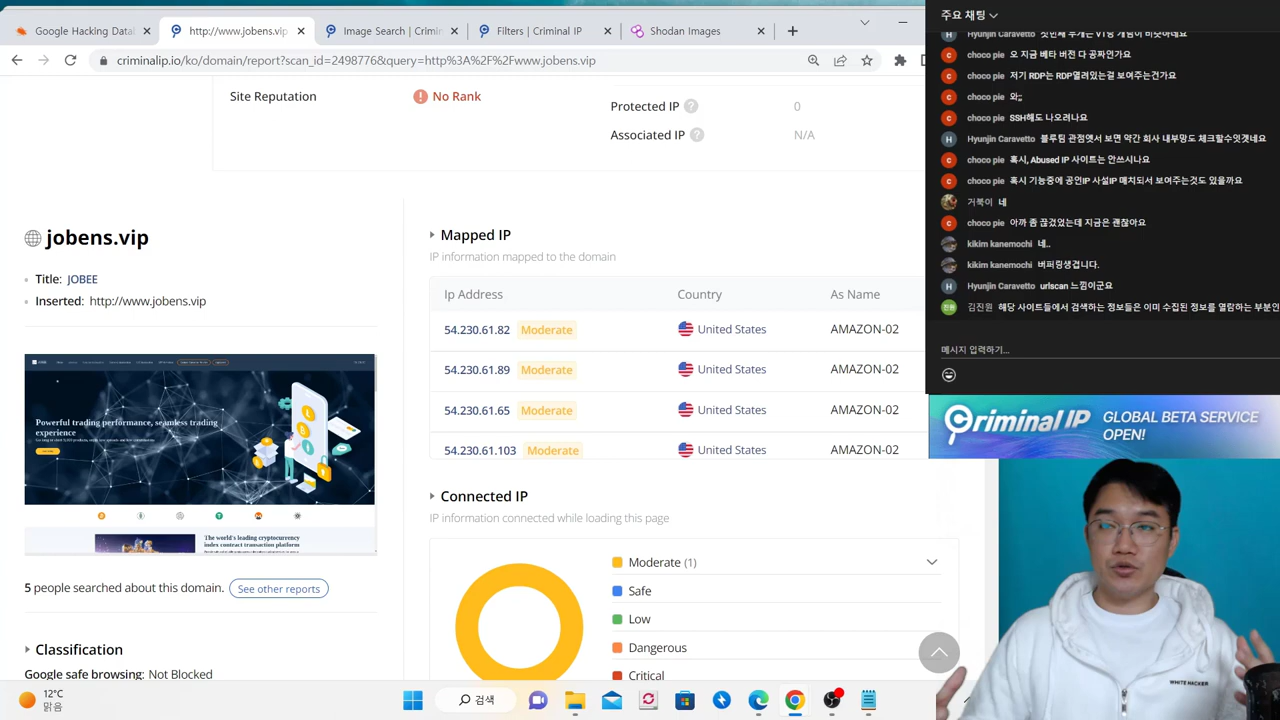 Google Hacking Data
http://www.jobens.vip
Image Search | Crimin
Filters | Criminal IP
Shodan Images
criminalip.io/ko/domain/report?scan_id=2498776&query=http%3A%2F%2Fwww.jobens.vip
Site Reputation
No Rank
Protected IP ?
0
Associated IP ?
N/A
jobens.vip
Title: JOBEE
Inserted: http://www.jobens.vip
Powerful trading performance, seamless trading
experience
The world's leading cryptocurrency
index contract transaction platform
5 people searched about this domain.
See other reports
Classification
Google safe browsing: Not Blocked
Mapped IP
IP information mapped to the domain
Ip Address Country As Name
54.230.61.82 Moderate United States AMAZON-02
54.230.61.89 Moderate United States AMAZON-02
54.230.61.65 Moderate United States AMAZON-02
54.230.61.103 Moderate United States AMAZON-02
Connected IP
IP information connected while loading this page
Moderate (1)
Safe
Low
Dangerous
Critical
주요 채팅
Hyunjin Caravetto
choco pie 오 지금 베타 버전 다 공짜인가요
choco pie 저기 RDP는 RDP열려있는걸 보여주는건가요
choco pie 와;;
choco pie SSH해도 나오려나요
Hyunjin Caravetto 블루팀 관점엣서 보면 약간 회사 내부망도 체크할수잇겟네요
choco pie 혹시, Abused IP 사이트는 안쓰시나요
choco pie 혹시 기능중에 공인IP 사설IP 매치되서 보여주는것도 있을까요
거북이 네
choco pie 아까 좀 끊겼었는데 지금은 괜찮아요
kikim kanemochi 네..
kikim kanemochi 버퍼링생겁니다.
Hyunjin Caravetto urlscan 느낌이군요
김진원 해당 사이트들에서 검색하는 정보들은 이미 수집된 정보를 열람하는 부분인
메시지 입력하기...
Criminal IP
GLOBAL BETA SERVICE
OPEN!
WHITE HACKER
12°C
맑음
검색